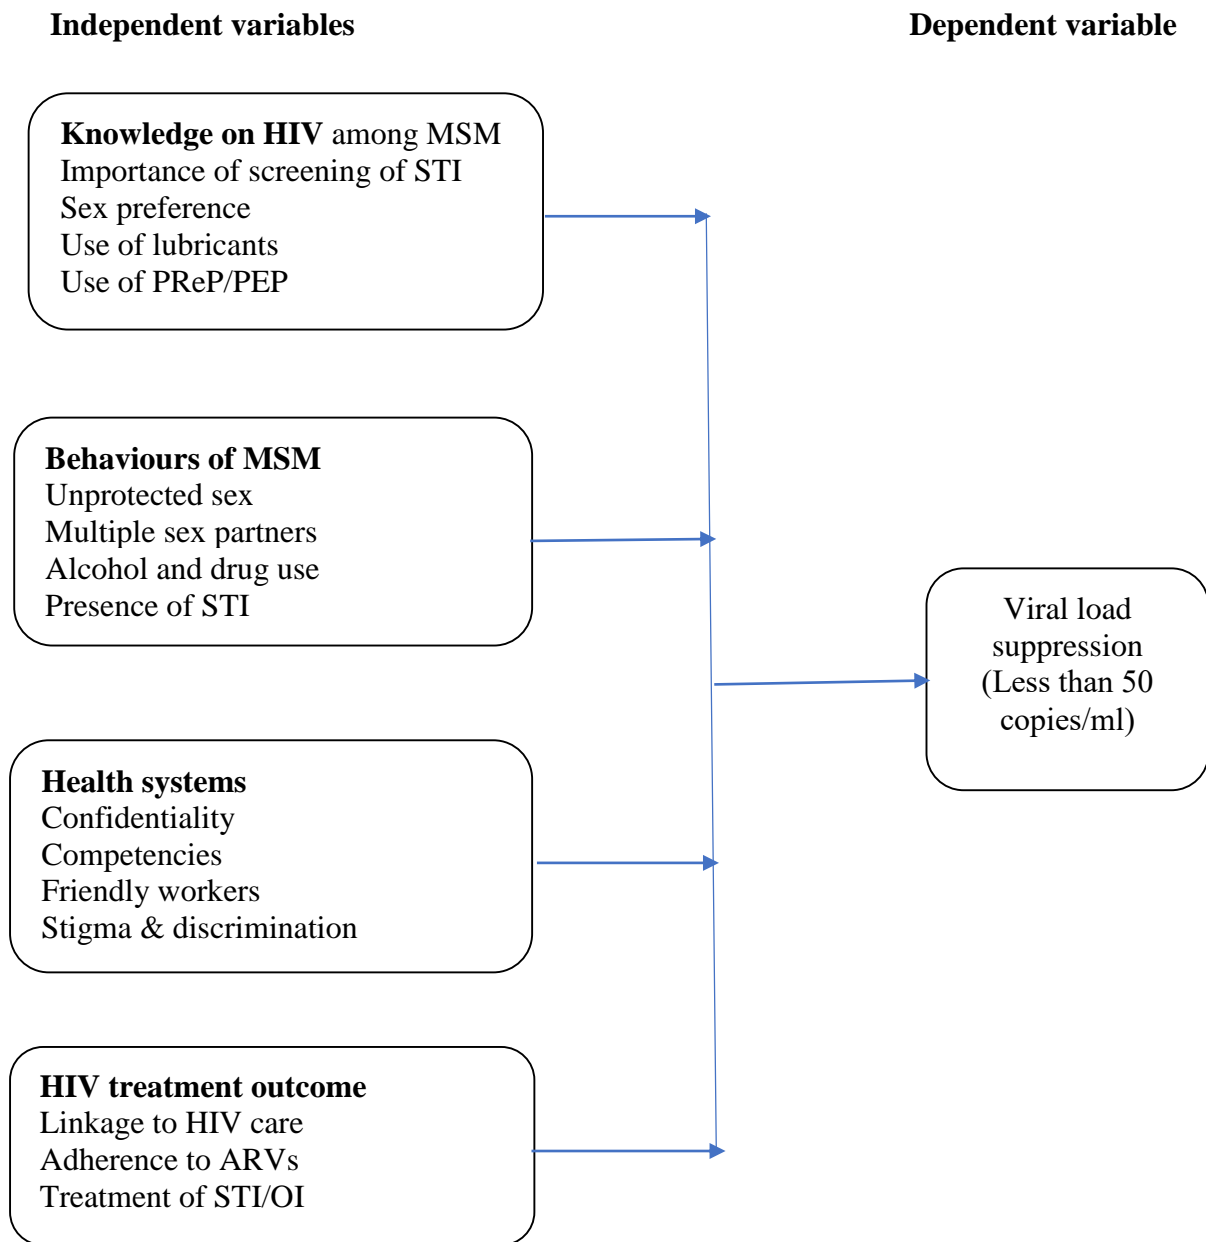 Independent variables
Dependent variable
Knowledge on HIV among MSM
Importance of screening of STI
Sex preference
Use of lubricants
Use of PReP/PEP
Behaviours of MSM
Unprotected sex
Multiple sex partners
Alcohol and drug use
Presence of STI
Health systems
Confidentiality
Competencies
Friendly workers
Stigma & discrimination
HIV treatment outcome
Linkage to HIV care
Adherence to ARVs
Treatment of STI/OI
Viral load
suppression
(Less than 50
copies/ml)